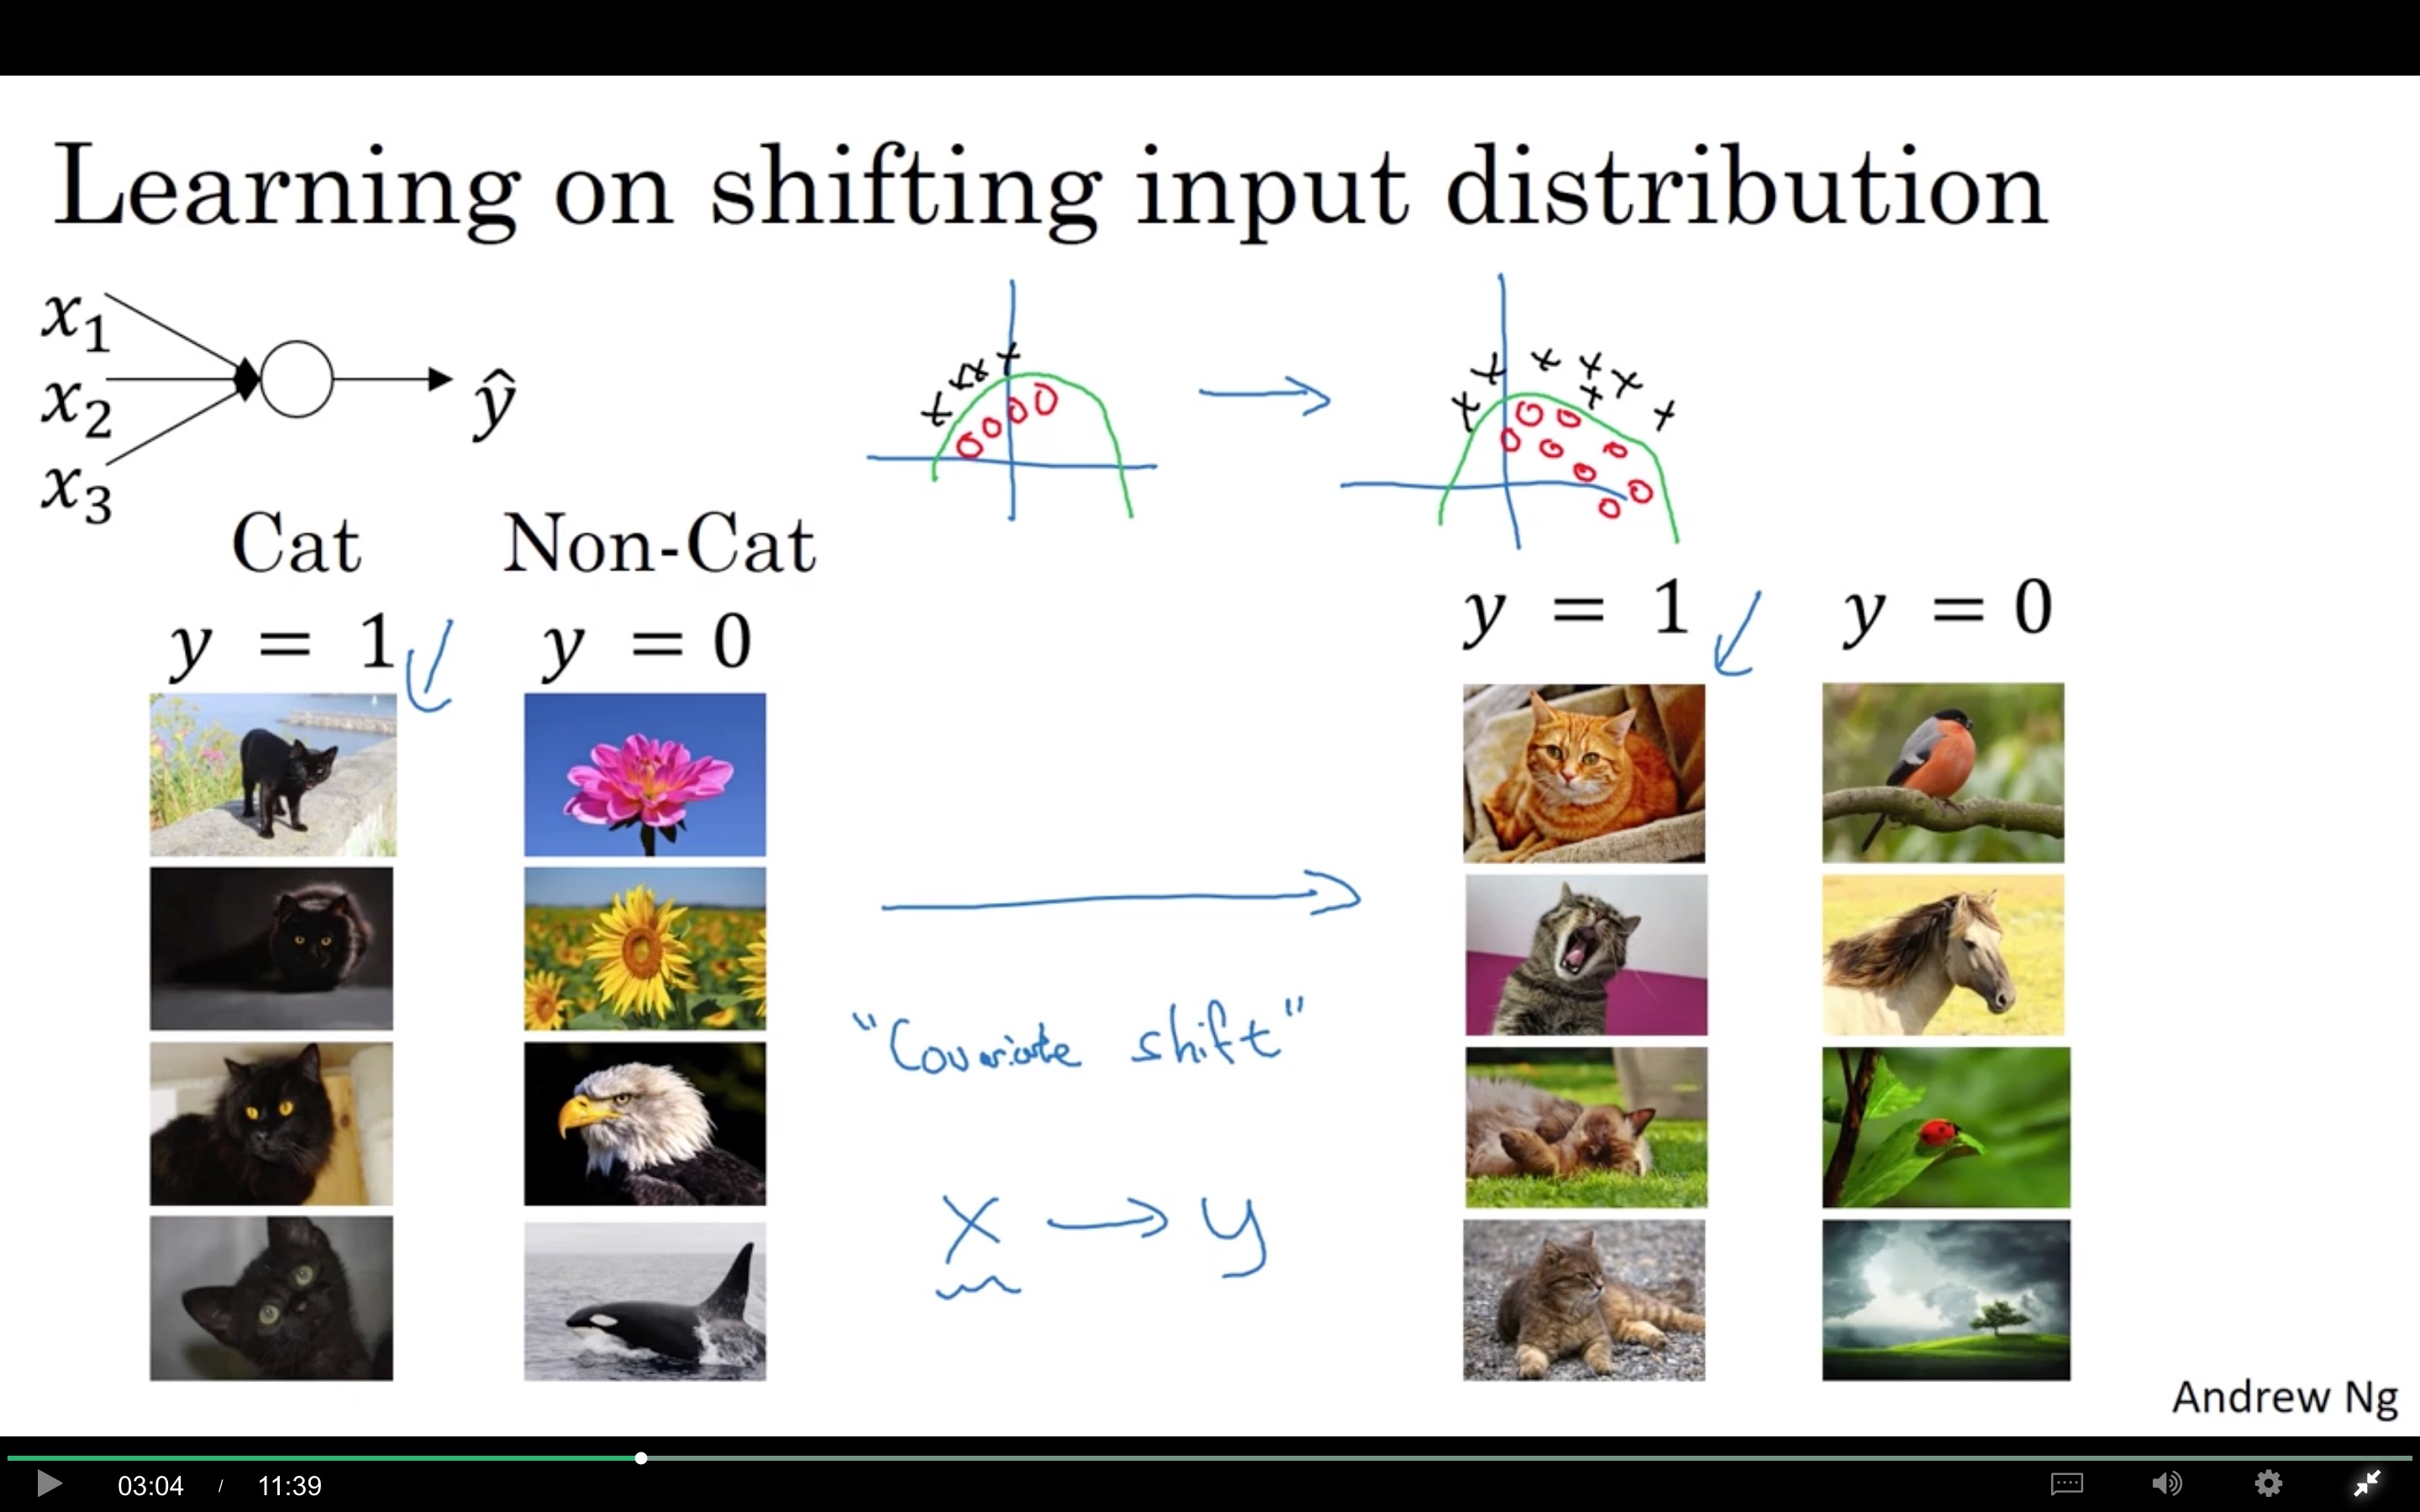 Learning on shifting input distribution
x₁
x₂
x₃
ŷ
Cat Non-Cat
y = 1 y = 0
y = 1 y = 0
"Covariate shift"
x → y
Andrew Ng
03:04 / 11:39